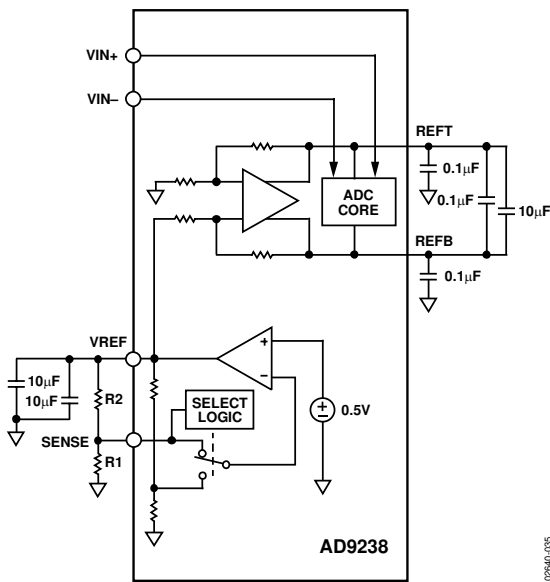 VIN+
VIN–
REFT
0.1µF
ADC
CORE
0.1µF
10µF
REFB
0.1µF
VREF
+
–
10µF
10µF
R2
SELECT
LOGIC
+
–
0.5V
SENSE
R1
AD9238
02640-035